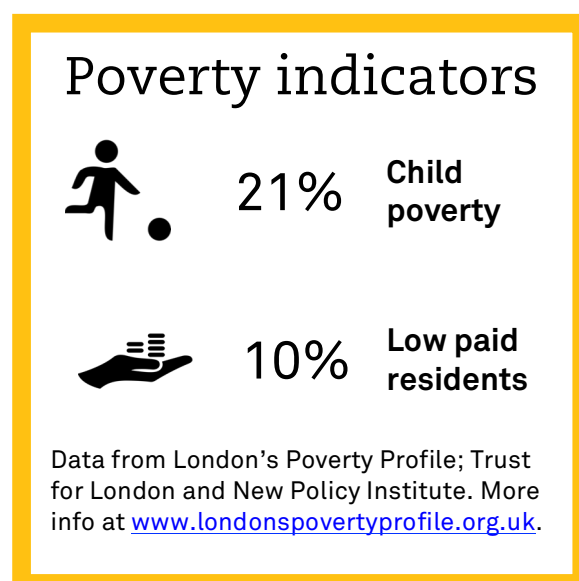 Poverty indicators
21%
Child
poverty
10%
Low paid
residents
Data from London’s Poverty Profile; Trust
for London and New Policy Institute. More
info at www.londonspovertyprofile.org.uk.